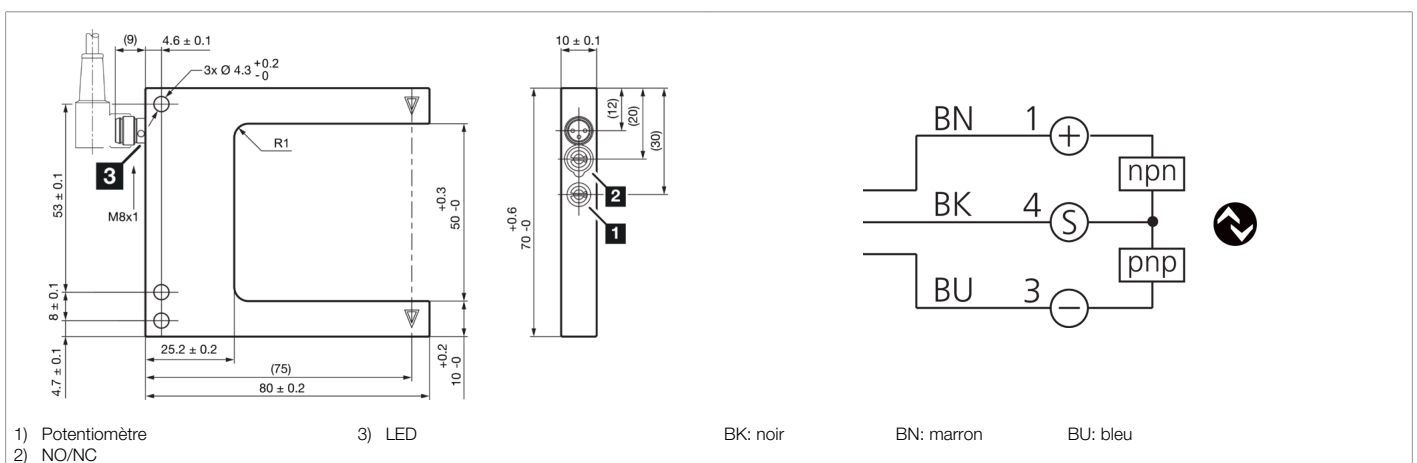 (9)
4.6 ± 0.1
3x Ø 4.3 +0.2 -0
R1
3
M8x1
53 ± 0.1
8 ± 0.1
4.7 ± 0.1
25.2 ± 0.2
(75)
80 ± 0.2
50 +0.3 -0
10 +0.2 -0
10 ± 0.1
(12)
(20)
(30)
2
1
70 +0.6 -0
BN 1 +
npn
BK 4 S
pnp
BU 3 −
1) Potentiomètre
3) LED
BK: noir
BN: marron
BU: bleu
2) NO/NC